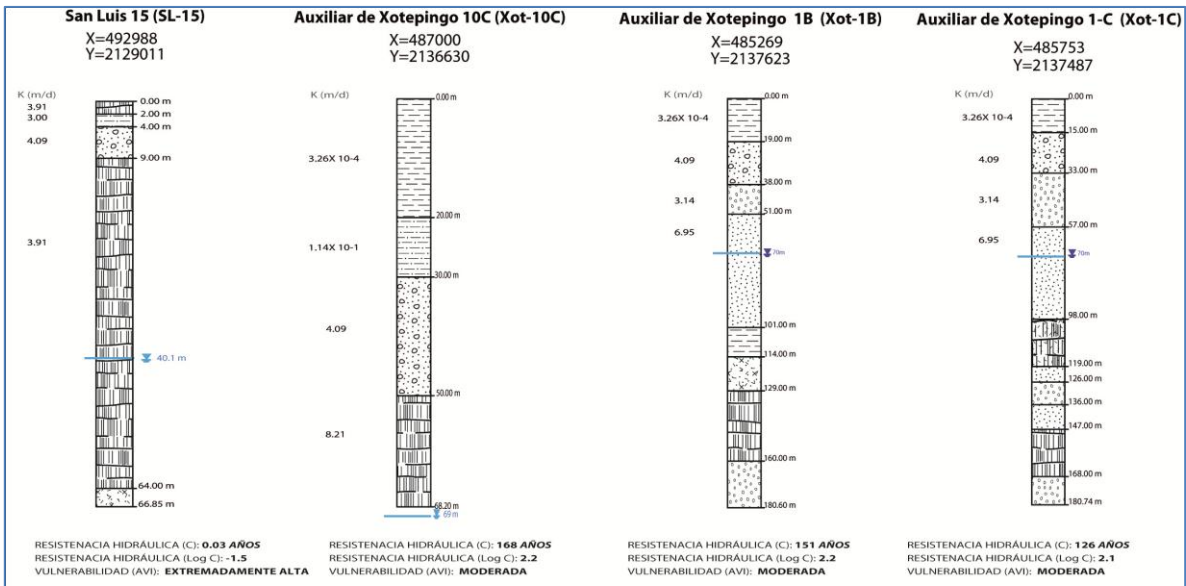 San Luis 15 (SL-15)
X=492988
Y=2129011
K (m/d)
3.91
3.00
4.09
3.91
0.00 m
2.00 m
4.00 m
9.00 m
40.1 m
64.00 m
66.85 m
RESISTENACIA HIDRÁULICA (C): 0.03 AÑOS
RESISTENACIA HIDRÁULICA (Log C): -1.5
VULNERABILIDAD (AVI): EXTREMADAMENTE ALTA
Auxiliar de Xotepingo 10C (Xot-10C)
X=487000
Y=2136630
K (m/d)
3.26X 10-4
1.14X 10-1
4.09
8.21
0.00 m
20.00 m
30.00 m
50.00 m
68.20 m
69 m
RESISTENACIA HIDRÁULICA (C): 168 AÑOS
RESISTENACIA HIDRÁULICA (Log C): 2.2
VULNERABILIDAD (AVI): MODERADA
Auxiliar de Xotepingo 1B (Xot-1B)
X=485269
Y=2137623
K (m/d)
3.26X 10-4
4.09
3.14
6.95
0.00 m
19.00 m
38.00 m
51.00 m
70m
101.00 m
114.00 m
129.00 m
160.00 m
180.60 m
RESISTENACIA HIDRÁULICA (C): 151 AÑOS
RESISTENACIA HIDRÁULICA (Log C): 2.2
VULNERABILIDAD (AVI): MODERADA
Auxiliar de Xotepingo 1-C (Xot-1C)
X=485753
Y=2137487
K (m/d)
3.26X 10-4
4.09
3.14
6.95
0.00 m
15.00 m
33.00 m
57.00 m
70m
98.00 m
119.00 m
126.00 m
136.00 m
147.00 m
168.00 m
180.74 m
RESISTENACIA HIDRÁULICA (C): 126 AÑOS
RESISTENACIA HIDRÁULICA (Log C): 2.1
VULNERABILIDAD (AVI): MODERADA